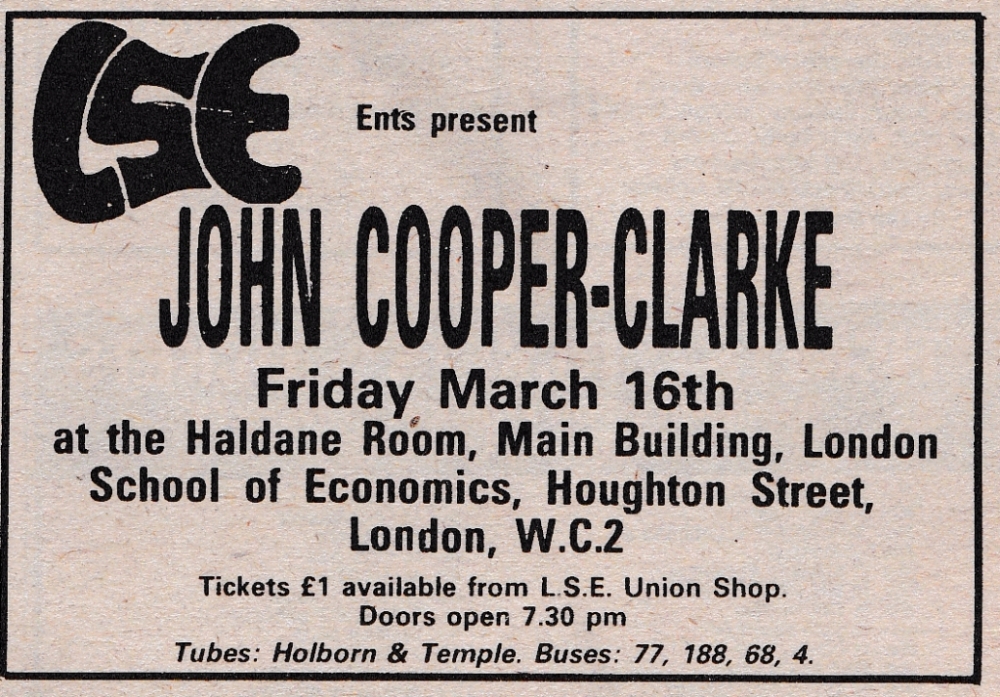 LSE
Ents present
JOHN COOPER-CLARKE
Friday March 16th
at the Haldane Room, Main Building, London
School of Economics, Houghton Street,
London, W.C.2
Tickets £1 available from L.S.E. Union Shop.
Doors open 7.30 pm
Tubes: Holborn & Temple. Buses: 77, 188, 68, 4.